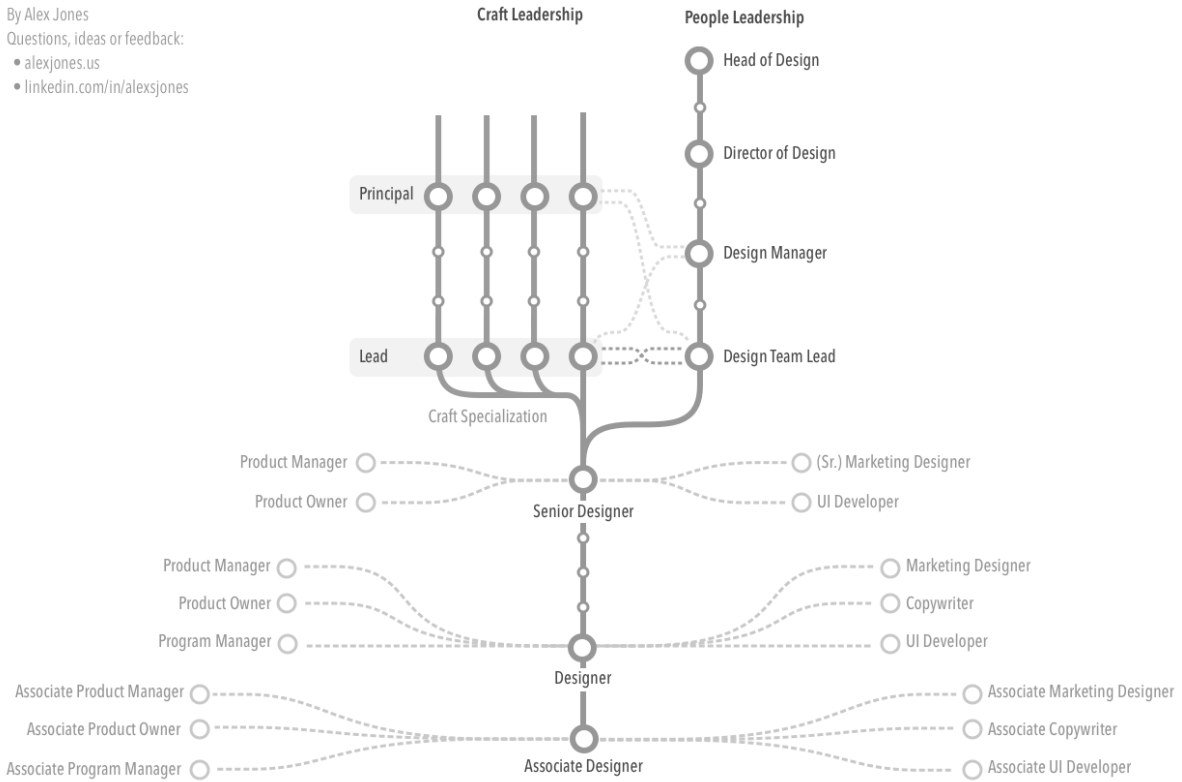 By Alex Jones
Questions, ideas or feedback:
• alexjones.us
• linkedin.com/in/alexsjones
Craft Leadership
People Leadership
Head of Design
Director of Design
Principal
Design Manager
Lead
Design Team Lead
Craft Specialization
Product Manager
(Sr.) Marketing Designer
Product Owner
UI Developer
Senior Designer
Product Manager
Marketing Designer
Product Owner
Copywriter
Program Manager
UI Developer
Designer
Associate Product Manager
Associate Marketing Designer
Associate Product Owner
Associate Copywriter
Associate Program Manager
Associate UI Developer
Associate Designer